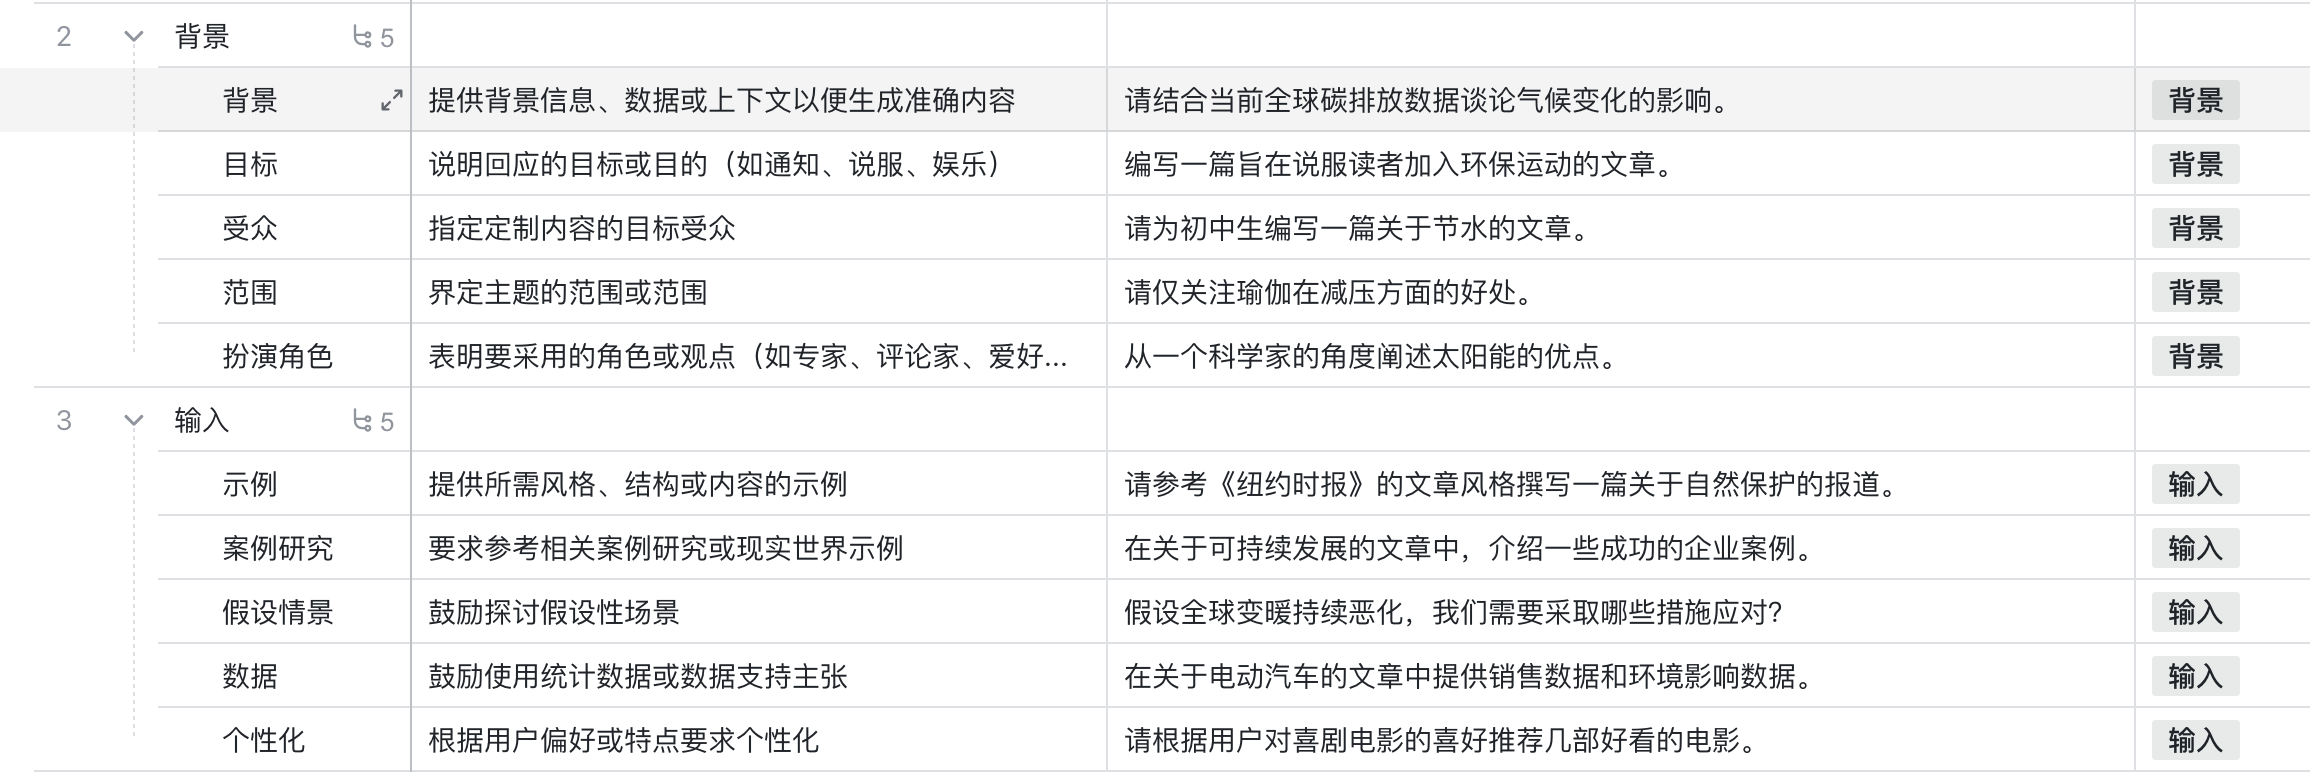 2 背景 5
背景 提供背景信息、数据或上下文以便生成准确内容 请结合当前全球碳排放数据谈论气候变化的影响。 背景
目标 说明回应的目标或目的（如通知、说服、娱乐） 编写一篇旨在说服读者加入环保运动的文章。 背景
受众 指定定制内容的目标受众 请为初中生编写一篇关于节水的文章。 背景
范围 界定主题的范围或范围 请仅关注瑜伽在减压方面的好处。 背景
扮演角色 表明要采用的角色或观点（如专家、评论家、爱好... 从一个科学家的角度阐述太阳能的优点。 背景
3 输入 5
示例 提供所需风格、结构或内容的示例 请参考《纽约时报》的文章风格撰写一篇关于自然保护的报道。 输入
案例研究 要求参考相关案例研究或现实世界示例 在关于可持续发展的文章中，介绍一些成功的企业案例。 输入
假设情景 鼓励探讨假设性场景 假设全球变暖持续恶化，我们需要采取哪些措施应对？ 输入
数据 鼓励使用统计数据或数据支持主张 在关于电动汽车的文章中提供销售数据和环境影响数据。 输入
个性化 根据用户偏好或特点要求个性化 请根据用户对喜剧电影的喜好推荐几部好看的电影。 输入